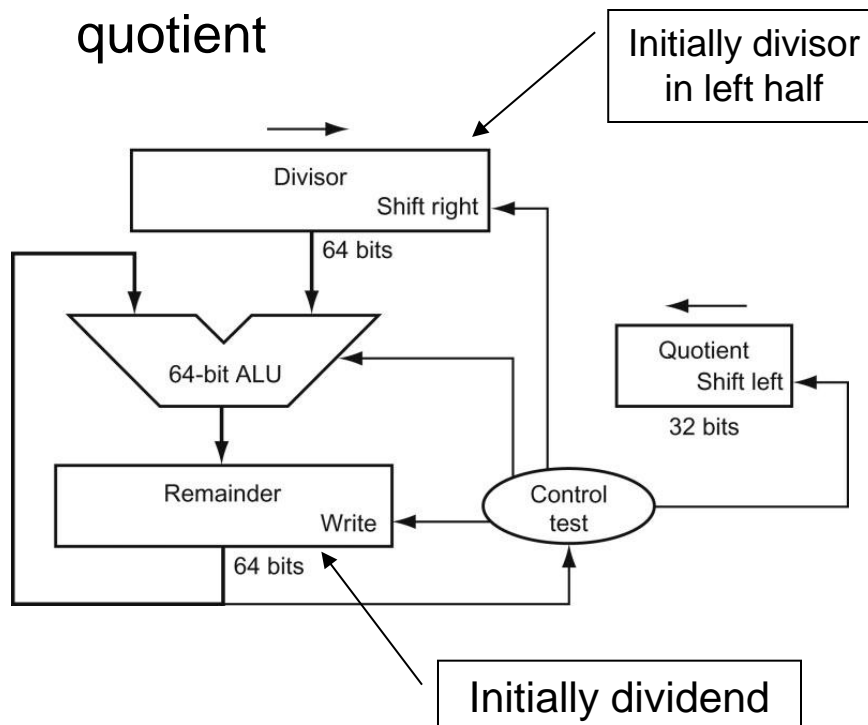 quotient
Initially divisor
in left half
Divisor
Shift right
64 bits
64-bit ALU
Quotient
Shift left
32 bits
Remainder
Write
Control
test
64 bits
Initially dividend